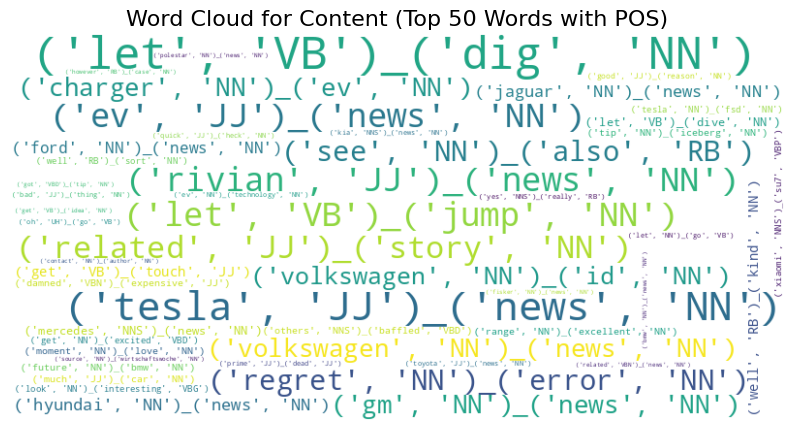 Word Cloud for Content (Top 50 Words with POS)
('let', 'VB')_('dig', 'NN')
('polestar', 'NN')_('news', 'NN')
('however', 'RB')_('case', 'NN')
('good', 'JJ')_('reason', 'NN')
('charger', 'NN')_('ev', 'NN')
('jaguar', 'NN')_('news', 'NN')
('ev', 'JJ')_('news', 'NN')
('tesla', 'NN')_('fsd', 'NN')
('let', 'VB')_('dive', 'NN')
('quick', 'JJ')_('heck', 'NN')
('kia', 'NNS')_('news', 'NN')
('tip', 'NN')_('iceberg', 'NN')
('ford', 'NN')_('news', 'NN')
('see', 'NN')_('also', 'RB')
('well', 'RB')_('sort', 'NN')
('rivian', 'JJ')_('news', 'NN')
('get', 'VBD')_('tip', 'NN')
('bad', 'JJ')_('thing', 'NN')
('ev', 'NN')_('technology', 'NN')
('yes', 'NNS')_('really', 'RB')
('get', 'VB')_('idea', 'NN')
('let', 'VB')_('jump', 'NN')
('oh', 'UH')_('go', 'VB')
('let', 'NN')_('go', 'VB')
('related', 'JJ')_('story', 'NN')
('contact', 'NN')_('author', 'NN')
('get', 'VB')_('touch', 'JJ')
('volkswagen', 'NN')_('id', 'NN')
('damned', 'VBN')_('expensive', 'JJ')
('tesla', 'JJ')_('news', 'NN')
('mercedes', 'NNS')_('news', 'NN')
('others', 'NNS')_('baffled', 'VBD')
('range', 'NN')_('excellent', 'NN')
('get', 'NN')_('excited', 'VBD')
('moment', 'NN')_('love', 'NN')
('volkswagen', 'NN')_('news', 'NN')
('source', 'NN')_('wirtschaftswoche', 'NN')
('prime', 'JJ')_('dead', 'JJ')
('toyota', 'JJ')_('news', 'NN')
('related', 'VBN')_('news', 'NN')
('future', 'NN')_('bmw', 'NN')
('much', 'JJ')_('car', 'NN')
('regret', 'NN')_('error', 'NN')
('look', 'NN')_('interesting', 'VBG')
('hyundai', 'NN')_('news', 'NN')
('gm', 'NN')_('news', 'NN')
('well', 'RB')_('kind', 'NN')
('xiaomi', 'NNS')_('su7', 'VBP')